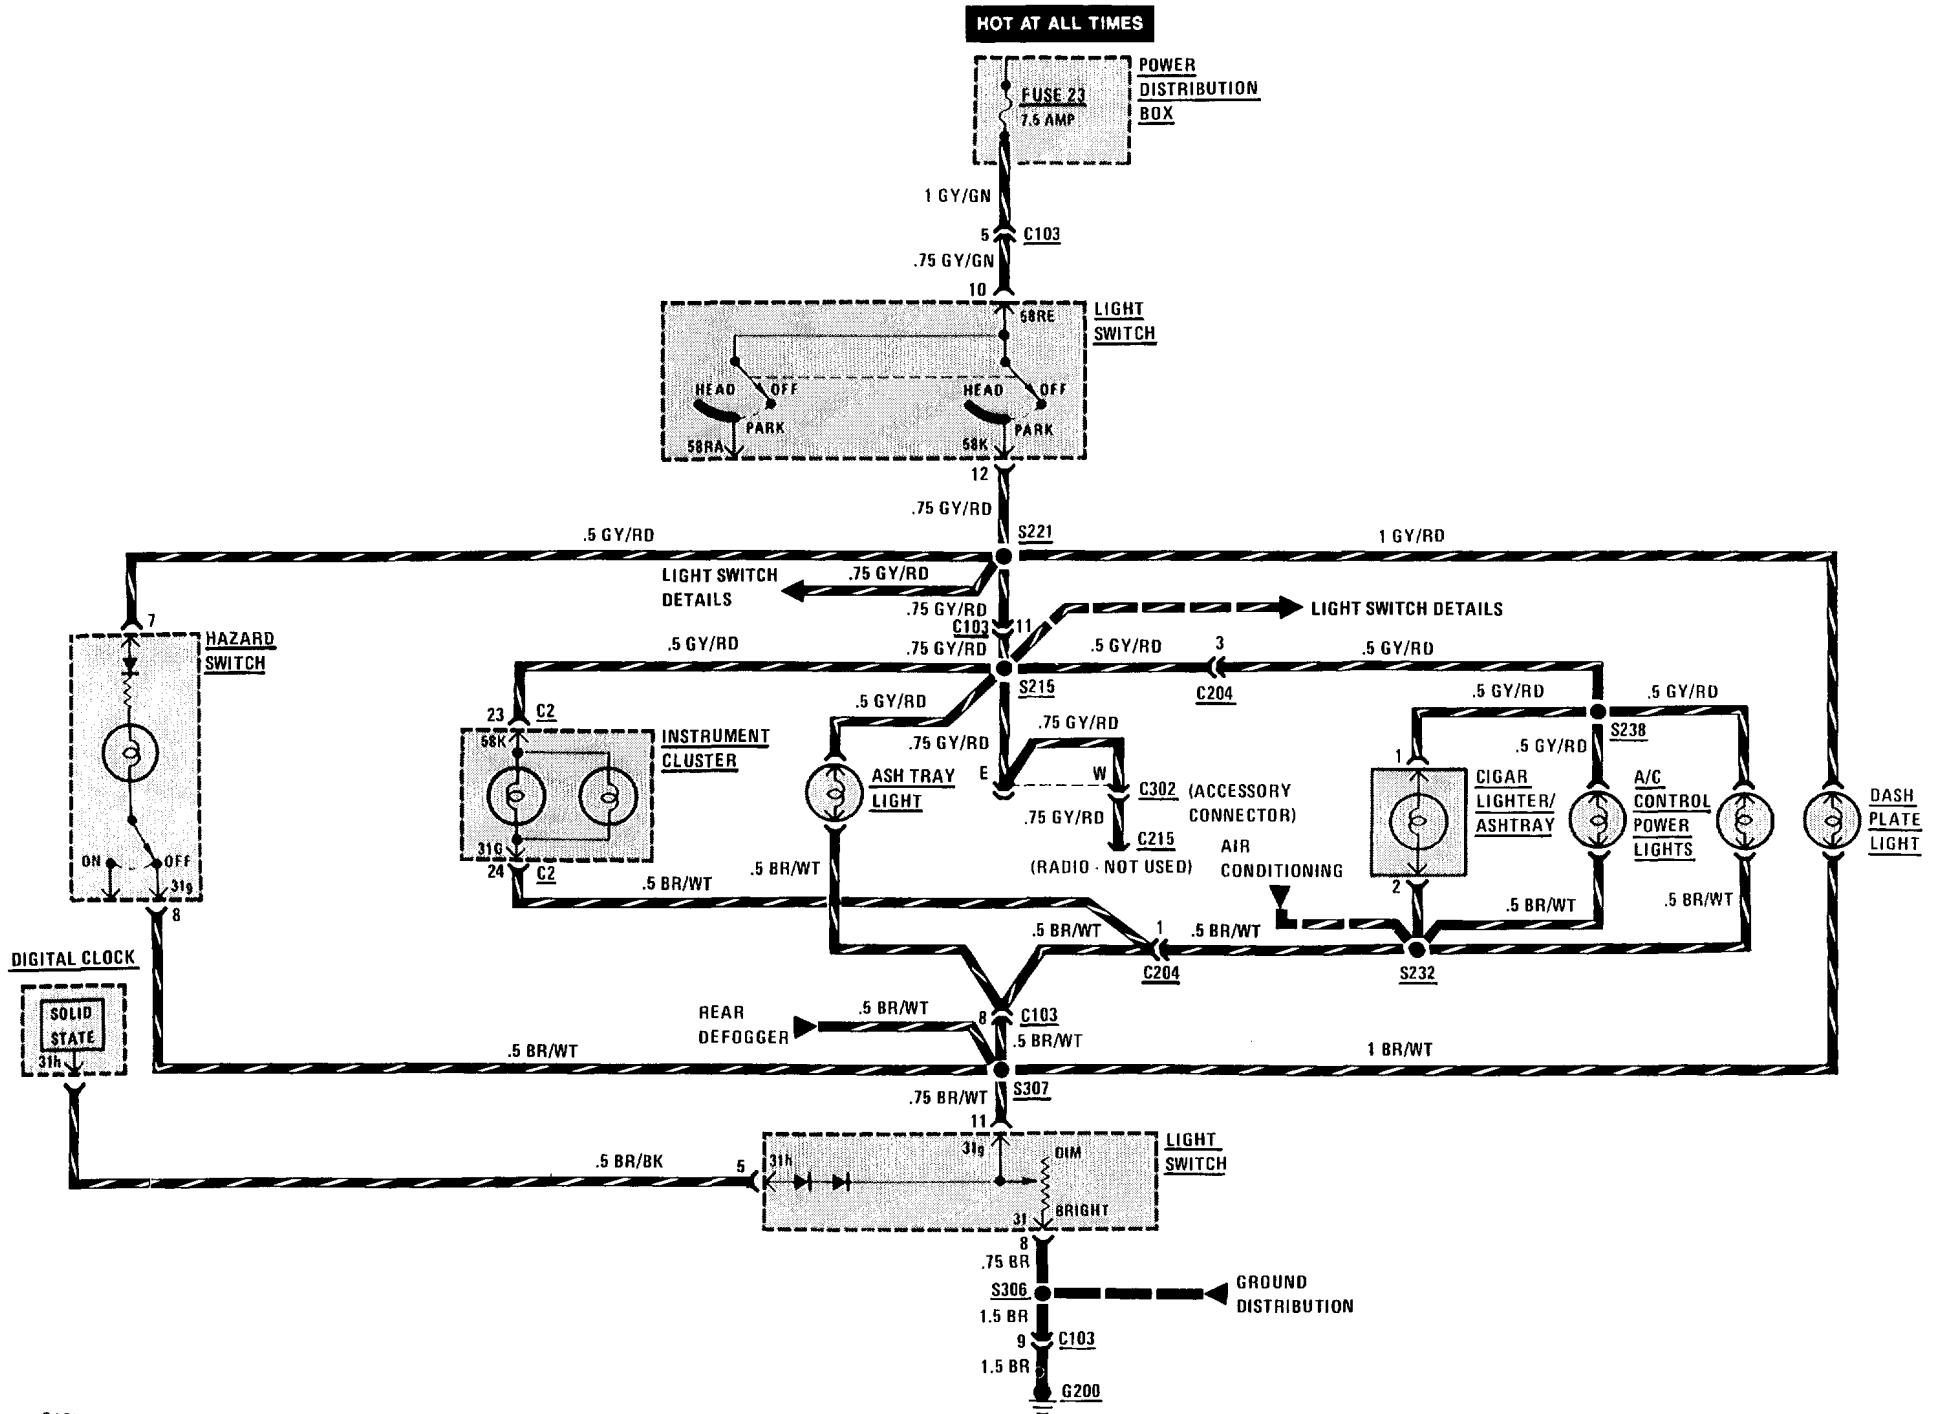 HOT AT ALL TIMES
POWER
DISTRIBUTION
BOX
FUSE 23
7.5 AMP
1 GY/GN
5
C103
.75 GY/GN
10
LIGHT
SWITCH
58RE
HEAD
OFF
PARK
58RA
HEAD
OFF
PARK
58K
12
.75 GY/RD
S221
.5 GY/RD
1 GY/RD
LIGHT SWITCH
DETAILS
.75 GY/RD
.75 GY/RD
C103
11
LIGHT SWITCH DETAILS
7
HAZARD
SWITCH
.5 GY/RD
.75 GY/RD
.5 GY/RD
3
.5 GY/RD
S215
C204
.5 GY/RD
.5 GY/RD
.5 GY/RD
S238
23
C2
58K
INSTRUMENT
CLUSTER
.75 GY/RD
.75 GY/RD
.5 GY/RD
1
ASH TRAY
LIGHT
E
W
C302
(ACCESSORY
CONNECTOR)
.75 GY/RD
C215
(RADIO - NOT USED)
CIGAR
LIGHTER/
ASHTRAY
A/C
CONTROL
POWER
LIGHTS
DASH
PLATE
LIGHT
31G
24
C2
ON
OFF
31g
8
.5 BR/WT
.5 BR/WT
AIR
CONDITIONING
2
.5 BR/WT
.5 BR/WT
.5 BR/WT
1
.5 BR/WT
C204
S232
DIGITAL CLOCK
SOLID
STATE
31h
REAR
DEFOGGER
.5 BR/WT
8
C103
.5 BR/WT
.5 BR/WT
1 BR/WT
S307
.75 BR/WT
11
LIGHT
SWITCH
31g
DIM
.5 BR/BK
5
31h
BRIGHT
31
8
.75 BR
S306
GROUND
DISTRIBUTION
1.5 BR
9
C103
1.5 BR
G200